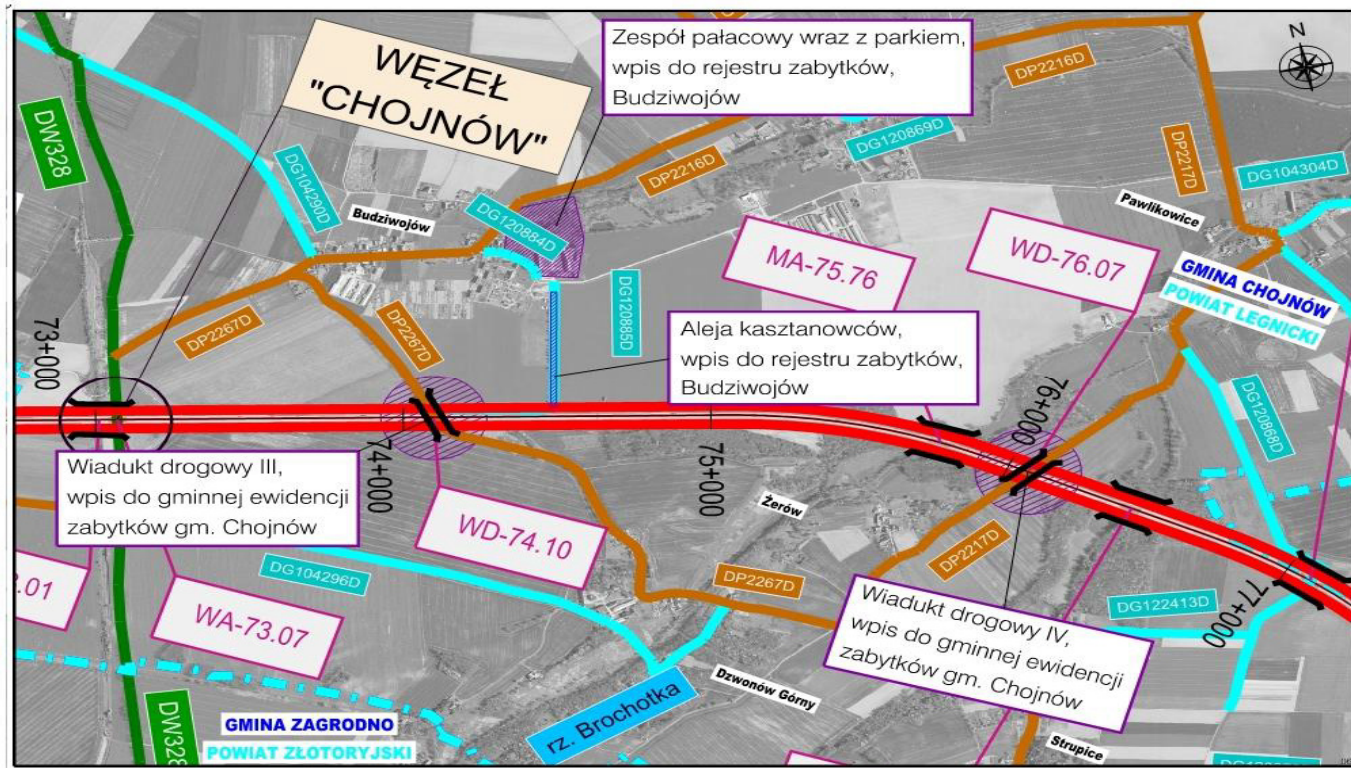 Zespół pałacowy wraz z parkiem,
wpis do rejestru zabytków,
Budziwojów
N
WĘZEŁ
"CHOJNÓW"
DP2216D
DG120869D
DP2217D
DG104304D
DW328
DG104290D
DP2216D
Budziwojów
DG120884D
Pawlikowice
MA-75.76
WD-76.07
GMINA CHOJNÓW
POWIAT LEGNICKI
DG120885D
DP2267D
DP2267D
73+000
Aleja kasztanowców,
wpis do rejestru zabytków,
Budziwojów
76+000
DG120868D
Wiadukt drogowy III,
wpis do gminnej ewidencji
zabytków gm. Chojnów
74+000
75+000
WD-74.10
Żerów
DP2217D
DG104296D
DP2267D
DG122413D
77+000
.01
WA-73.07
Wiadukt drogowy IV,
wpis do gminnej ewidencji
zabytków gm. Chojnów
rz. Brochotka
Dzwonów Górny
DW328
GMINA ZAGRODNO
POWIAT ZŁOTORYJSKI
Strupice